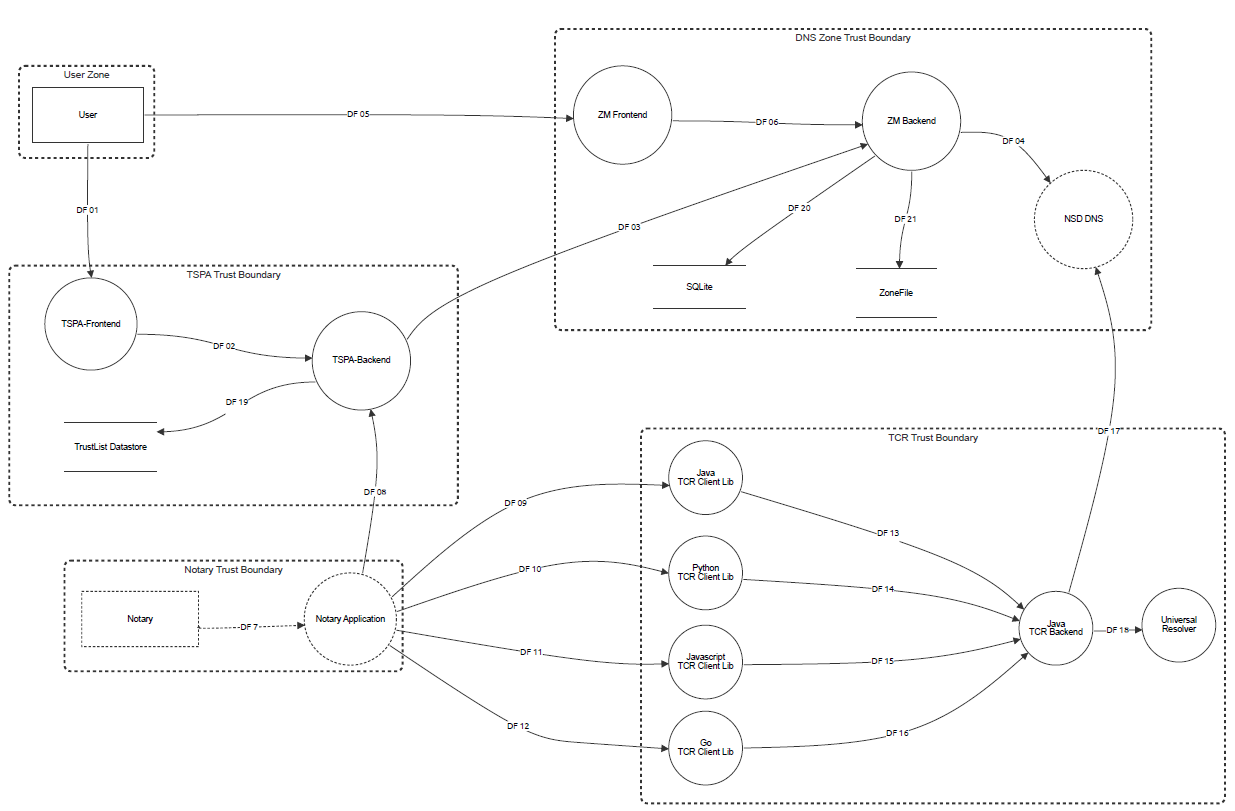 DNS Zone Trust Boundary
User Zone
User
DF 05
ZM Frontend
DF 06
ZM Backend
DF 04
DF 01
DF 20
DF 21
NSD DNS
DF 03
TSPA Trust Boundary
SQLite
ZoneFile
TSPA-Frontend
DF 02
TSPA-Backend
DF 19
TrustList Datastore
DF 08
DF 17
TCR Trust Boundary
Java
TCR Client Lib
DF 09
DF 13
Notary Trust Boundary
Notary
DF 7
Notary Application
DF 10
Python
TCR Client Lib
DF 14
DF 11
Javascript
TCR Client Lib
DF 15
Java
TCR Backend
DF 18
Universal
Resolver
DF 12
Go
TCR Client Lib
DF 16